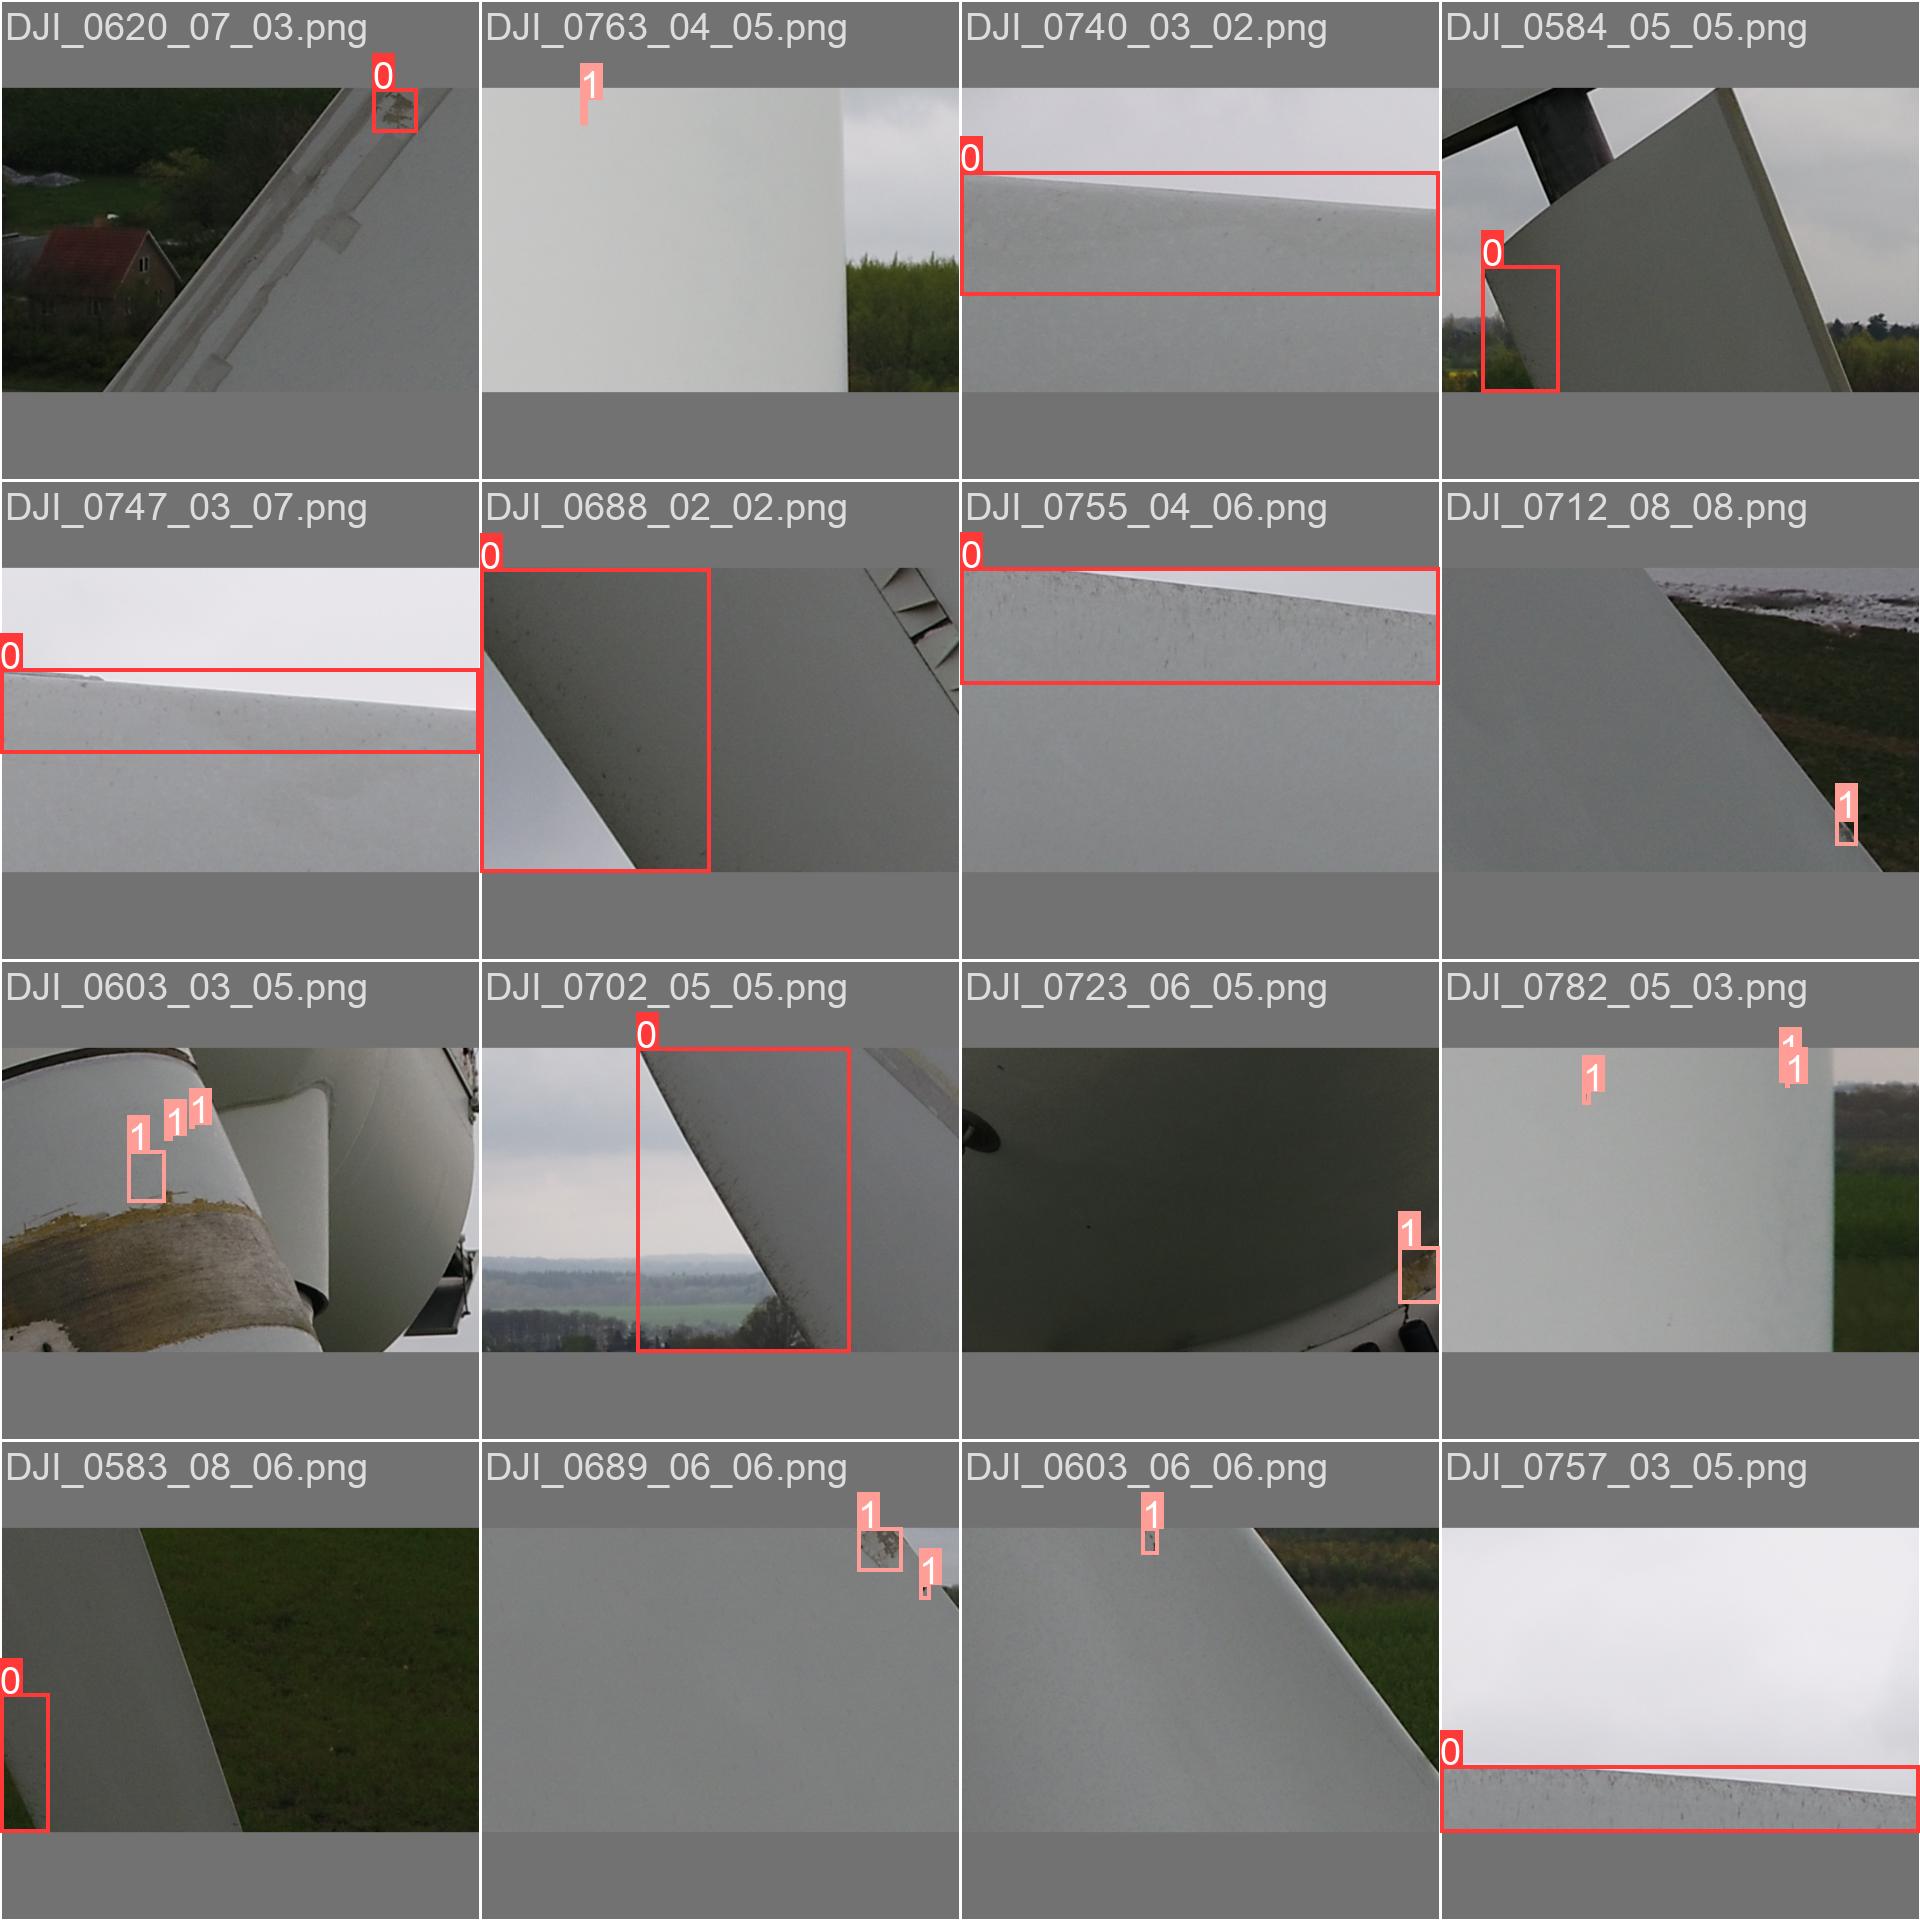 DJI_0620_07_03.png
DJI_0763_04_05.png
DJI_0740_03_02.png
DJI_0584_05_05.png
0
1
0
0
DJI_0747_03_07.png
DJI_0688_02_02.png
DJI_0755_04_06.png
DJI_0712_08_08.png
0
0
0
1
DJI_0603_03_05.png
DJI_0702_05_05.png
DJI_0723_06_05.png
DJI_0782_05_03.png
1
1
1
0
1
1
1
1
DJI_0583_08_06.png
DJI_0689_06_06.png
DJI_0603_06_06.png
DJI_0757_03_05.png
0
1
1
1
0